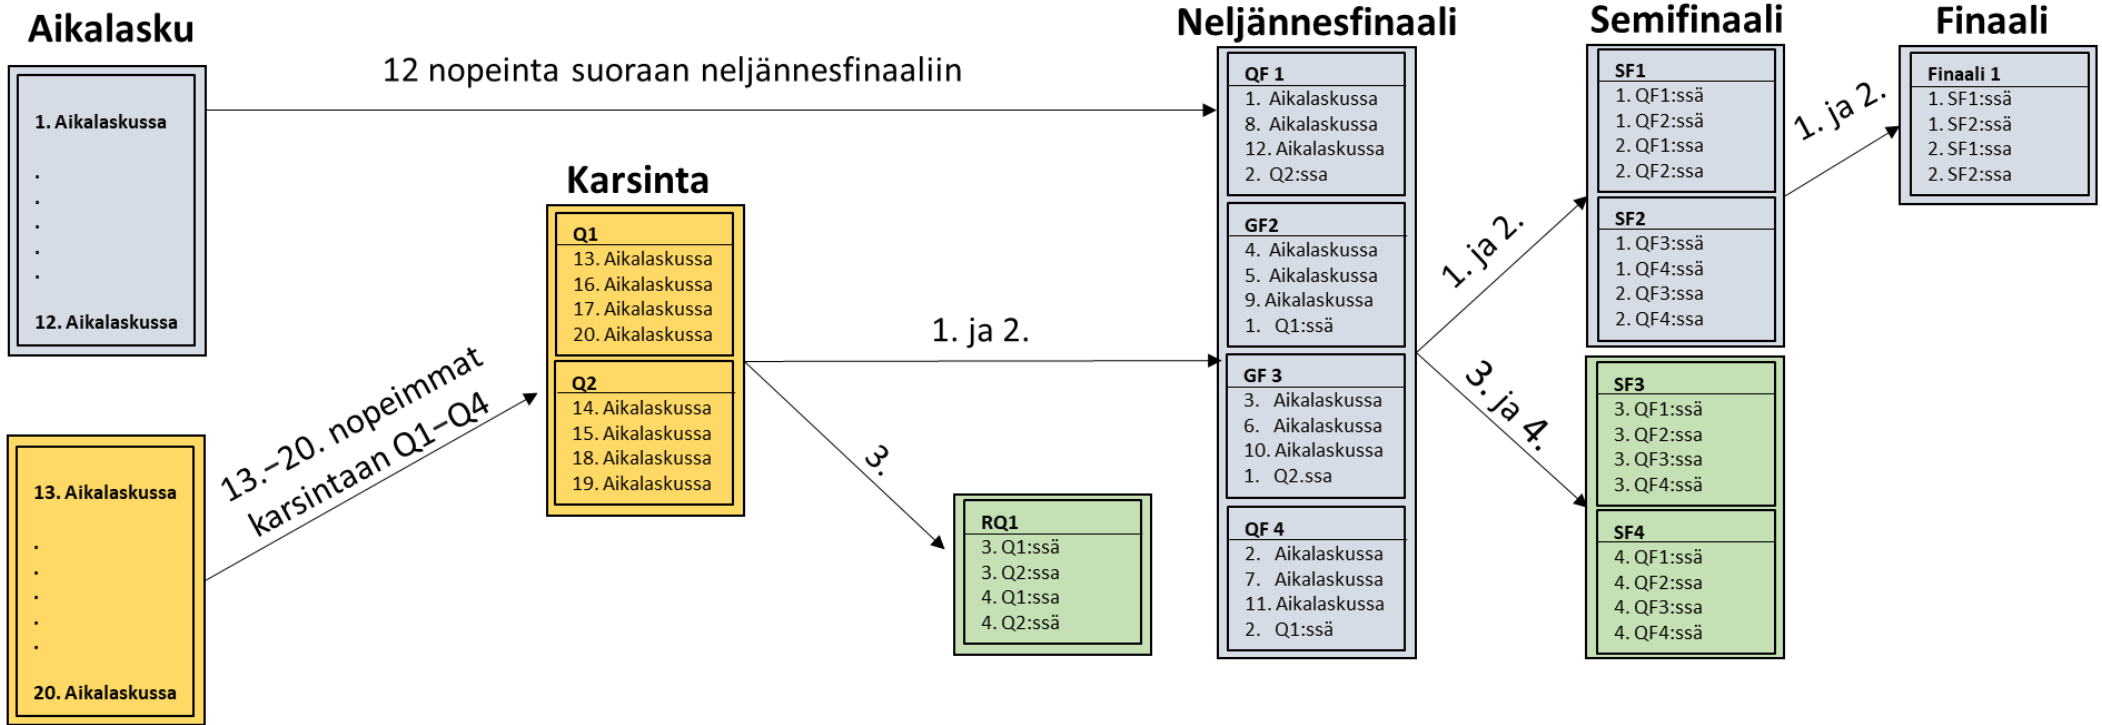 Aikalasku
1. Aikalaskussa
.
.
.
.
.
12. Aikalaskussa
13. Aikalaskussa
.
.
.
.
.
20. Aikalaskussa
12 nopeinta suoraan neljännesfinaaliin
13.–20. nopeimmat
karsintaan Q1–Q4
Karsinta
Q1
13. Aikalaskussa
16. Aikalaskussa
17. Aikalaskussa
20. Aikalaskussa
Q2
14. Aikalaskussa
15. Aikalaskussa
18. Aikalaskussa
19. Aikalaskussa
1. ja 2.
3.
RQ1
3. Q1:ssä
3. Q2:ssa
4. Q1:ssa
4. Q2:ssä
Neljännesfinaali
QF 1
1. Aikalaskussa
8. Aikalaskussa
12. Aikalaskussa
2. Q2:ssa
GF2
4. Aikalaskussa
5. Aikalaskussa
9. Aikalaskussa
1. Q1:ssä
GF 3
3. Aikalaskussa
6. Aikalaskussa
10. Aikalaskussa
1. Q2.ssa
QF 4
2. Aikalaskussa
7. Aikalaskussa
11. Aikalaskussa
2. Q1:ssä
1. ja 2.
3. ja 4.
Semifinaali
SF1
1. QF1:ssä
1. QF2:ssä
2. QF1:ssa
2. QF2:ssa
SF2
1. QF3:ssä
1. QF4:ssä
2. QF3:ssa
2. QF4:ssa
SF3
3. QF1:ssä
3. QF2:ssa
3. QF3:ssa
3. QF4:ssä
SF4
4. QF1:ssä
4. QF2:ssa
4. QF3:ssa
4. QF4:ssä
1. ja 2.
Finaali
Finaali 1
1. SF1:ssä
1. SF2:ssä
2. SF1:ssa
2. SF2:ssa